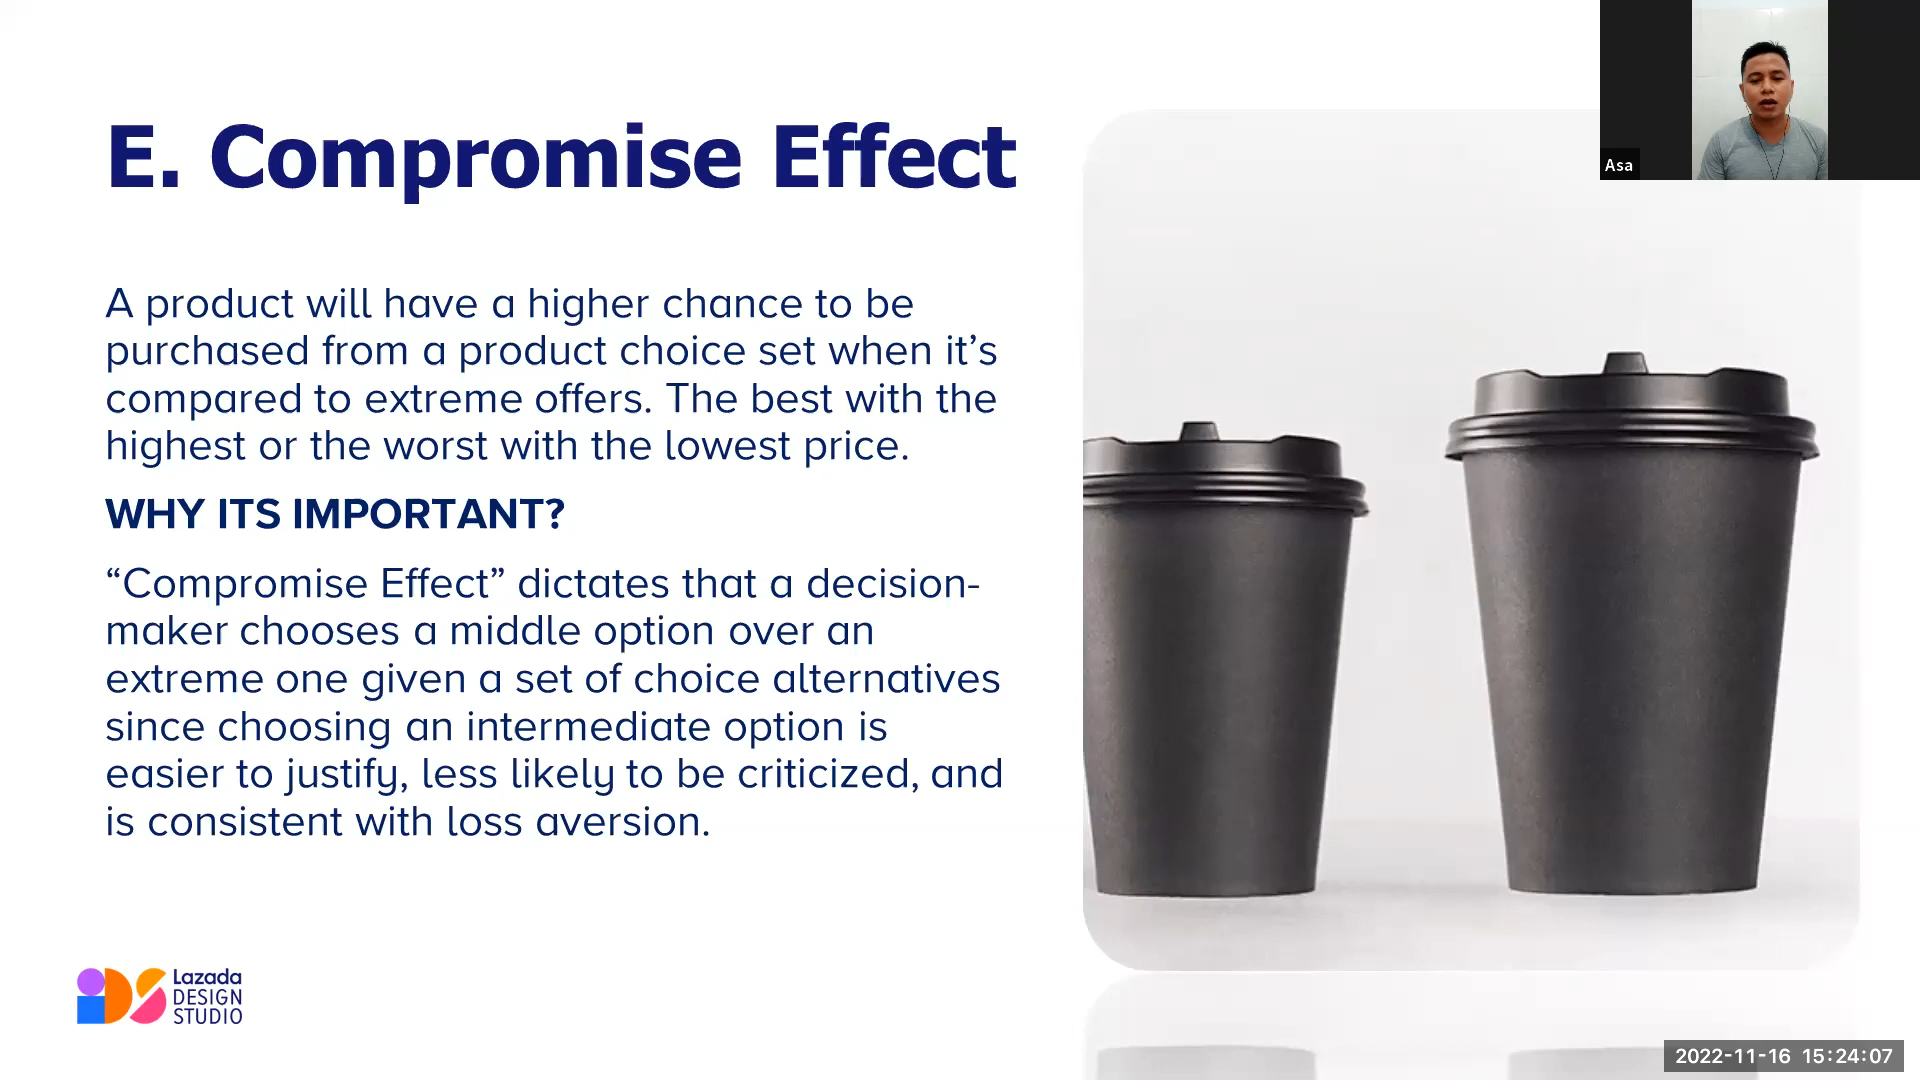 E. Compromise Effect
A product will have a higher chance to be
purchased from a product choice set when it’s
compared to extreme offers. The best with the
highest or the worst with the lowest price.
WHY ITS IMPORTANT?
“Compromise Effect” dictates that a decision-
maker chooses a middle option over an
extreme one given a set of choice alternatives
since choosing an intermediate option is
easier to justify, less likely to be criticized, and
is consistent with loss aversion.
Lazada
DESIGN
STUDIO
Asa
2022-11-16 15:24:07